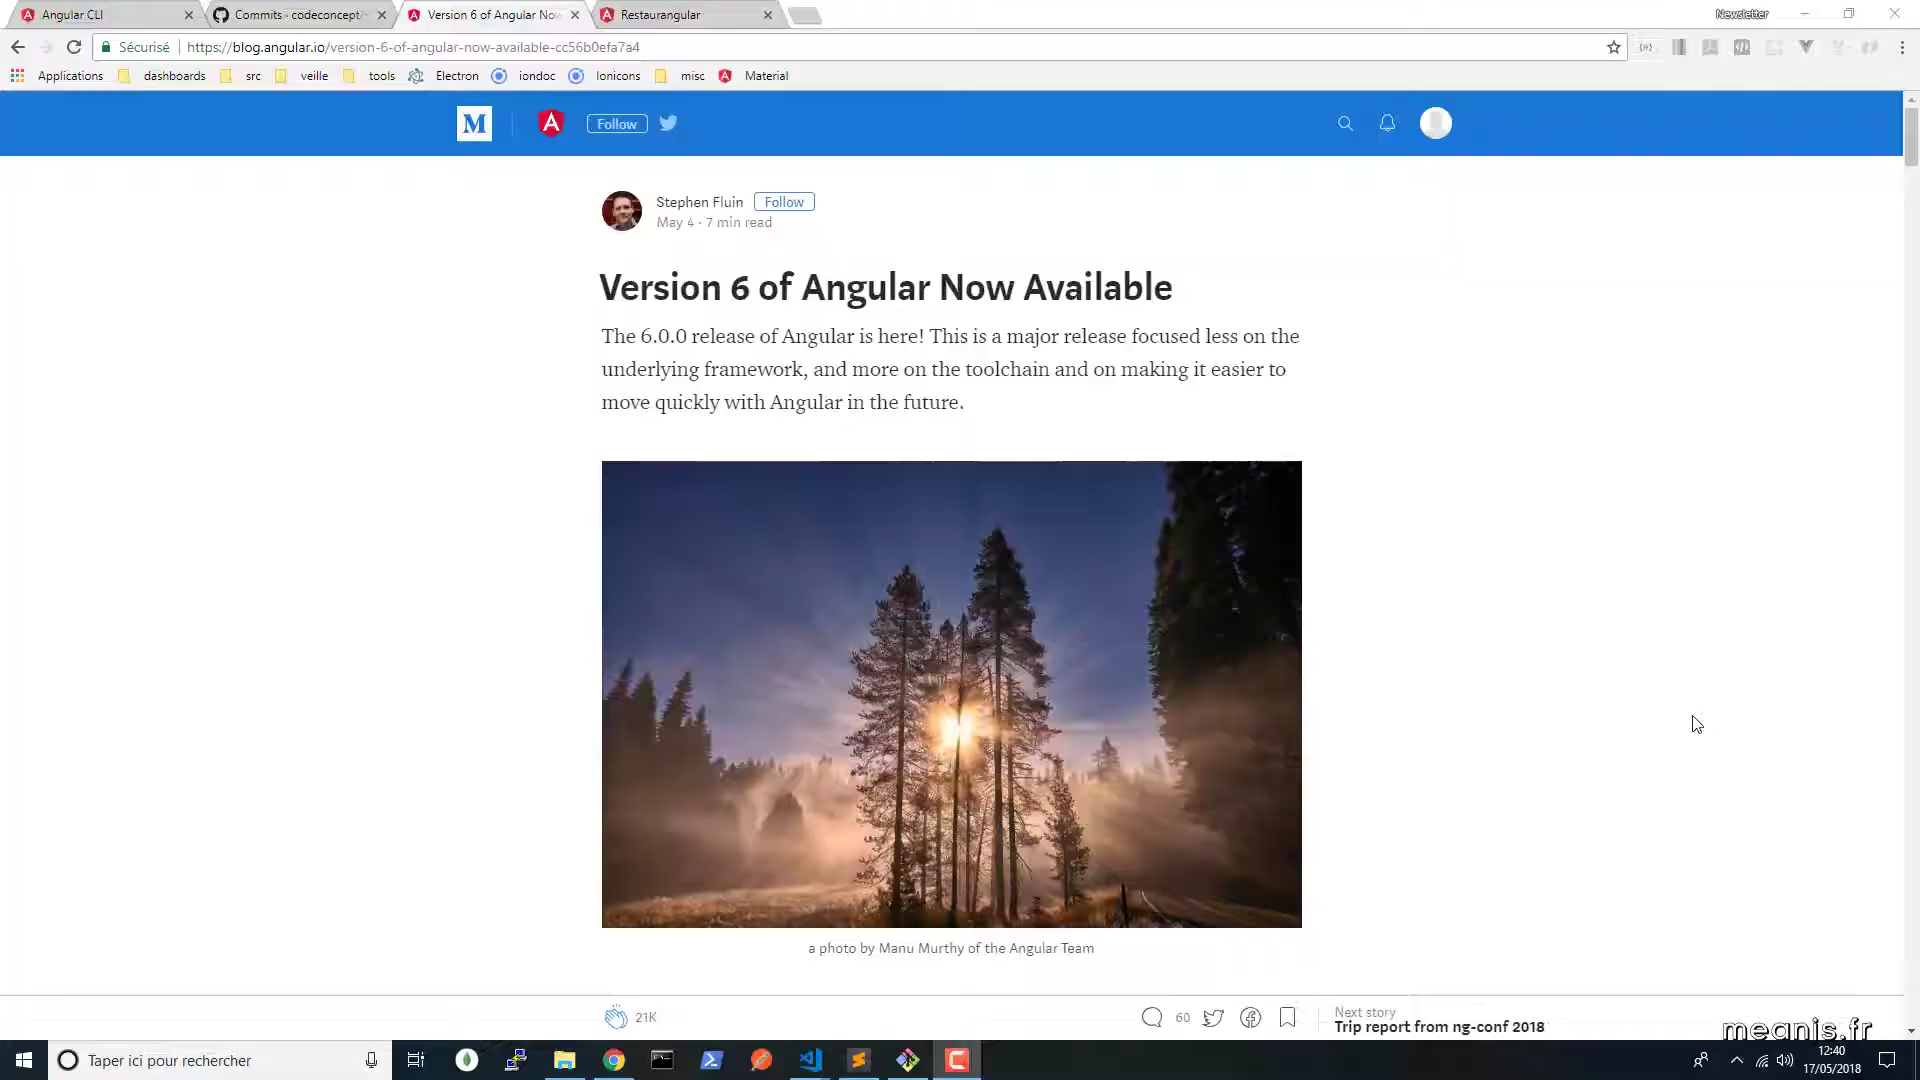 Angular CLI
Commits · codeconcept/
Version 6 of Angular Now
Restaurangular
Newsletter
Sécurisé
https://blog.angular.io/version-6-of-angular-now-available-cc56b0efa7a4
Applications
dashboards
src
veille
tools
Electron
iondoc
Ionicons
misc
Material
M
Follow
Stephen Fluin
Follow
May 4 · 7 min read
Version 6 of Angular Now Available
The 6.0.0 release of Angular is here! This is a major release focused less on the
underlying framework, and more on the toolchain and on making it easier to
move quickly with Angular in the future.
a photo by Manu Murthy of the Angular Team
21K
60
Next story
Trip report from ng-conf 2018
meanis.fr
Taper ici pour rechercher
12:40
17/05/2018